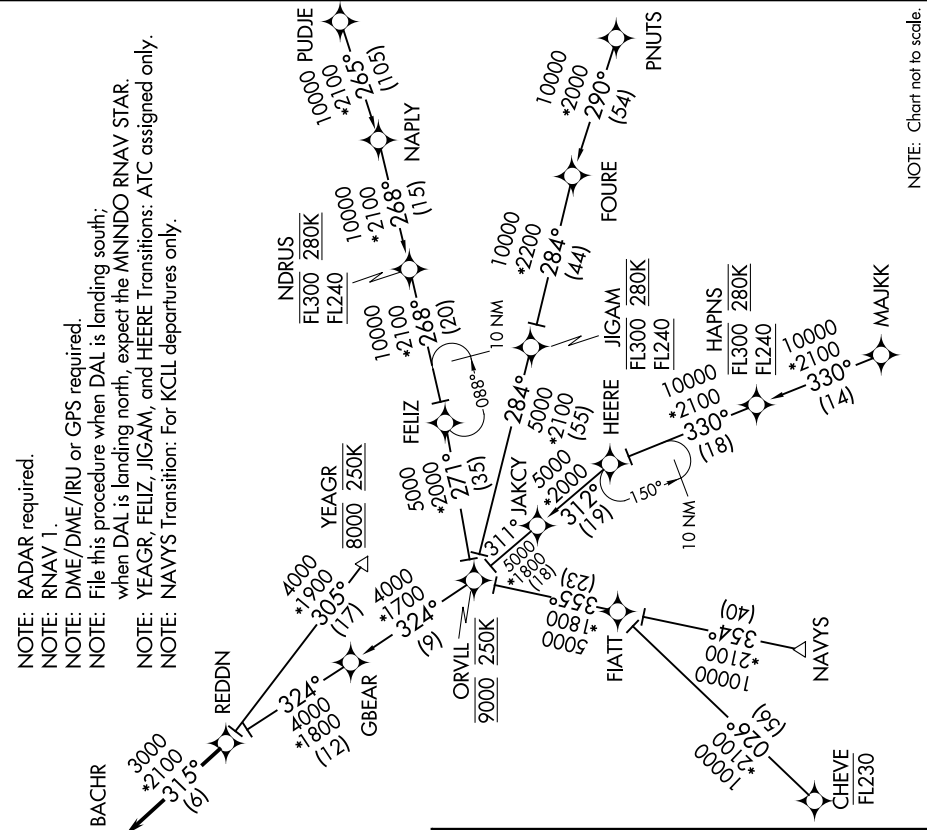 NOTE: RADAR required.
NOTE: RNAV 1.
NOTE: DME/DME/IRU or GPS required.
NOTE: File this procedure when DAL is landing south;
when DAL is landing north, expect the MNNDO RNAV STAR.
NOTE: YEAGR, FELIZ, JIGAM, and HEERE Transitions: ATC assigned only.
NOTE: NAVYS Transition: For KCLL departures only.
PUDJE
10000
*2100
265°
(105)
NAPLY
10000
*2100
268°
(15)
NDRUS
FL300 280K
FL240
10000
*2100
268°
(20)
10 NM
088°
FELIZ
5000
*2000
271°
(35)
PNUTS
10000
*2000
290°
(54)
FOURE
10000
*2200
284°
(44)
JIGAM
FL300 280K
FL240
284°
5000
*2100
(55)
HAPNS
FL300 280K
FL240
MAJKK
10000
*2100
330°
(14)
10000
*2100
330°
(18)
HEERE
150°
10 NM
5000
*2000
312°
(19)
JAKCY
311°
5000
*1800
(18)
YEAGR
8000 250K
4000
*1900
305°
(17)
4000
*1700
324°
(9)
ORVLL
9000 250K
355°
(23)
5000
*1800
FIATT
NAVYS
354°
(40)
10000
*2100
CHEVE
FL230
026°
(56)
10000
*2100
GBEAR
324°
4000
*1800
(12)
REDDN
3000
*2100
315°
(6)
BACHR
NOTE: Chart not to scale.